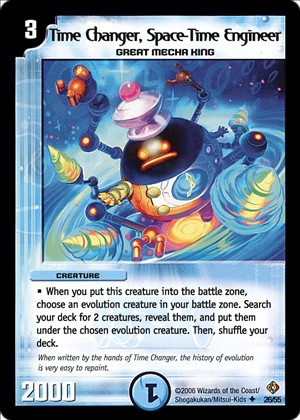 3
Time Changer, Space-Time Engineer
GREAT MECHA KING
CREATURE
▪ When you put this creature into the battle zone,
choose an evolution creature in your battle zone. Search
your deck for 2 creatures, reveal them, and put them
under the chosen evolution creature. Then, shuffle your
deck.
When written by the hands of Time Changer, the history of evolution
is very easy to repaint.
2000
©2006 Wizards of the Coast/
Shogakukan/Mitsui-Kids ♦ 26/55